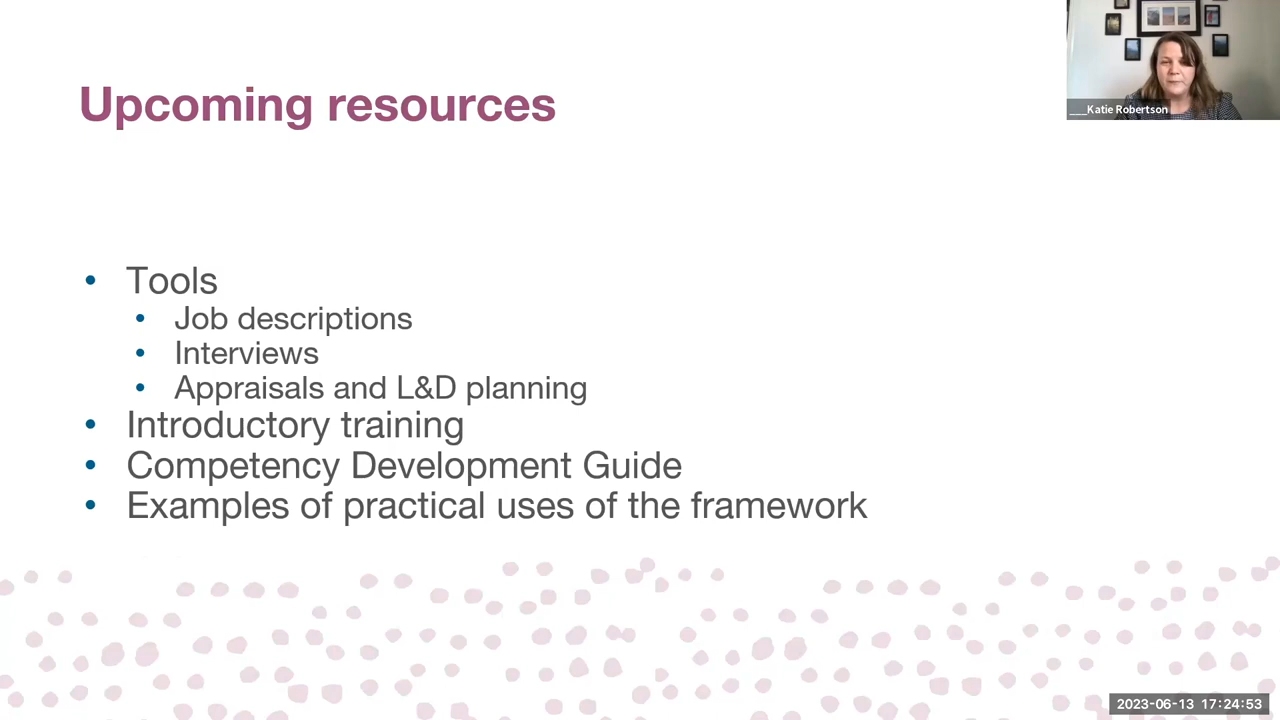 Upcoming resources
___Katie Robertson
• Tools
• Job descriptions
• Interviews
• Appraisals and L&D planning
• Introductory training
• Competency Development Guide
• Examples of practical uses of the framework
2023-06-13 17:24:53